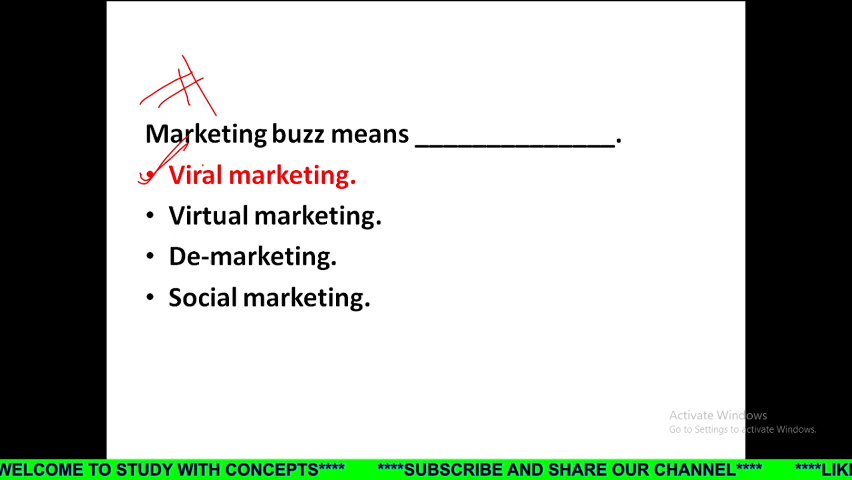 Marketing buzz means ______________.
• Viral marketing.
• Virtual marketing.
• De-marketing.
• Social marketing.
Activate Windows
Go to Settings to activate Windows.
WELCOME TO STUDY WITH CONCEPTS**** ****SUBSCRIBE AND SHARE OUR CHANNEL**** ****LIK